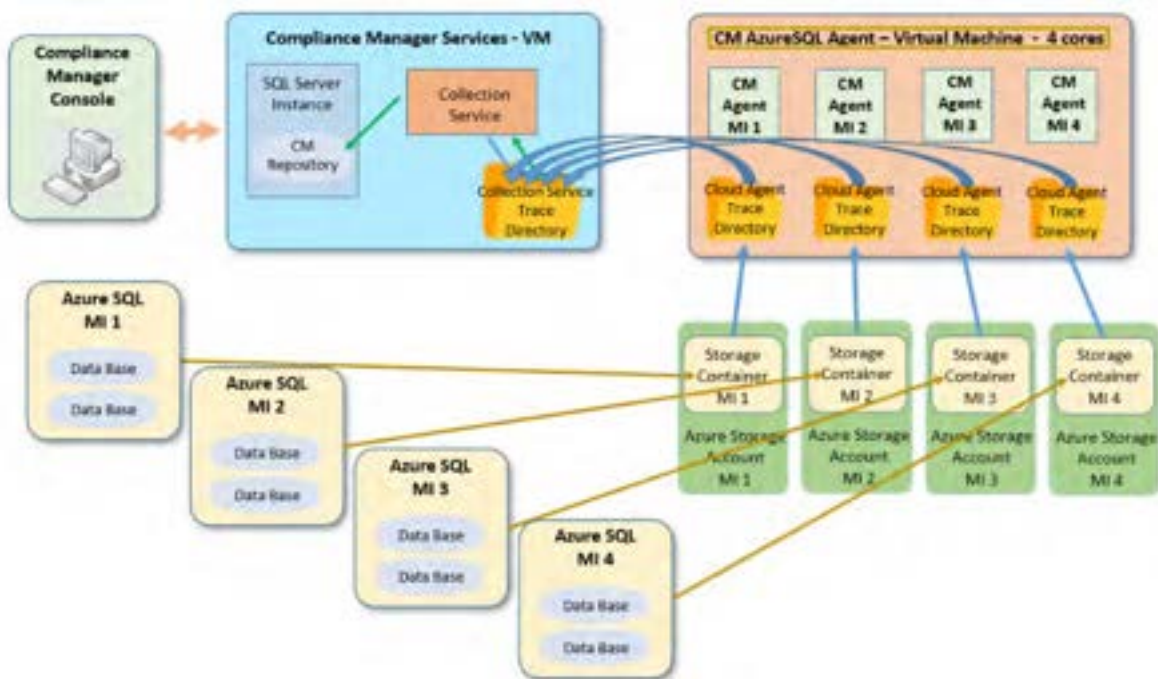 Compliance
Manager
Console
Compliance Manager Services - VM
SQL Server
Instance
CM
Repository
Collection
Service
Collection Service
Trace
Directory
CM AzureSQL Agent – Virtual Machine - 4 cores
CM
Agent
MI 1
CM
Agent
MI 2
CM
Agent
MI 3
CM
Agent
MI 4
Cloud Agent
Trace
Directory
Cloud Agent
Trace
Directory
Cloud Agent
Trace
Directory
Cloud Agent
Trace
Directory
Azure SQL
MI 1
Data Base
Data Base
Azure SQL
MI 2
Data Base
Data Base
Azure SQL
MI 3
Data Base
Data Base
Azure SQL
MI 4
Data Base
Data Base
Storage
Container
MI 1
Azure Storage
Account
MI 1
Storage
Container
MI 2
Azure Storage
Account
MI 2
Storage
Container
MI 3
Azure Storage
Account
MI 3
Storage
Container
MI 4
Azure Storage
Account
MI 4